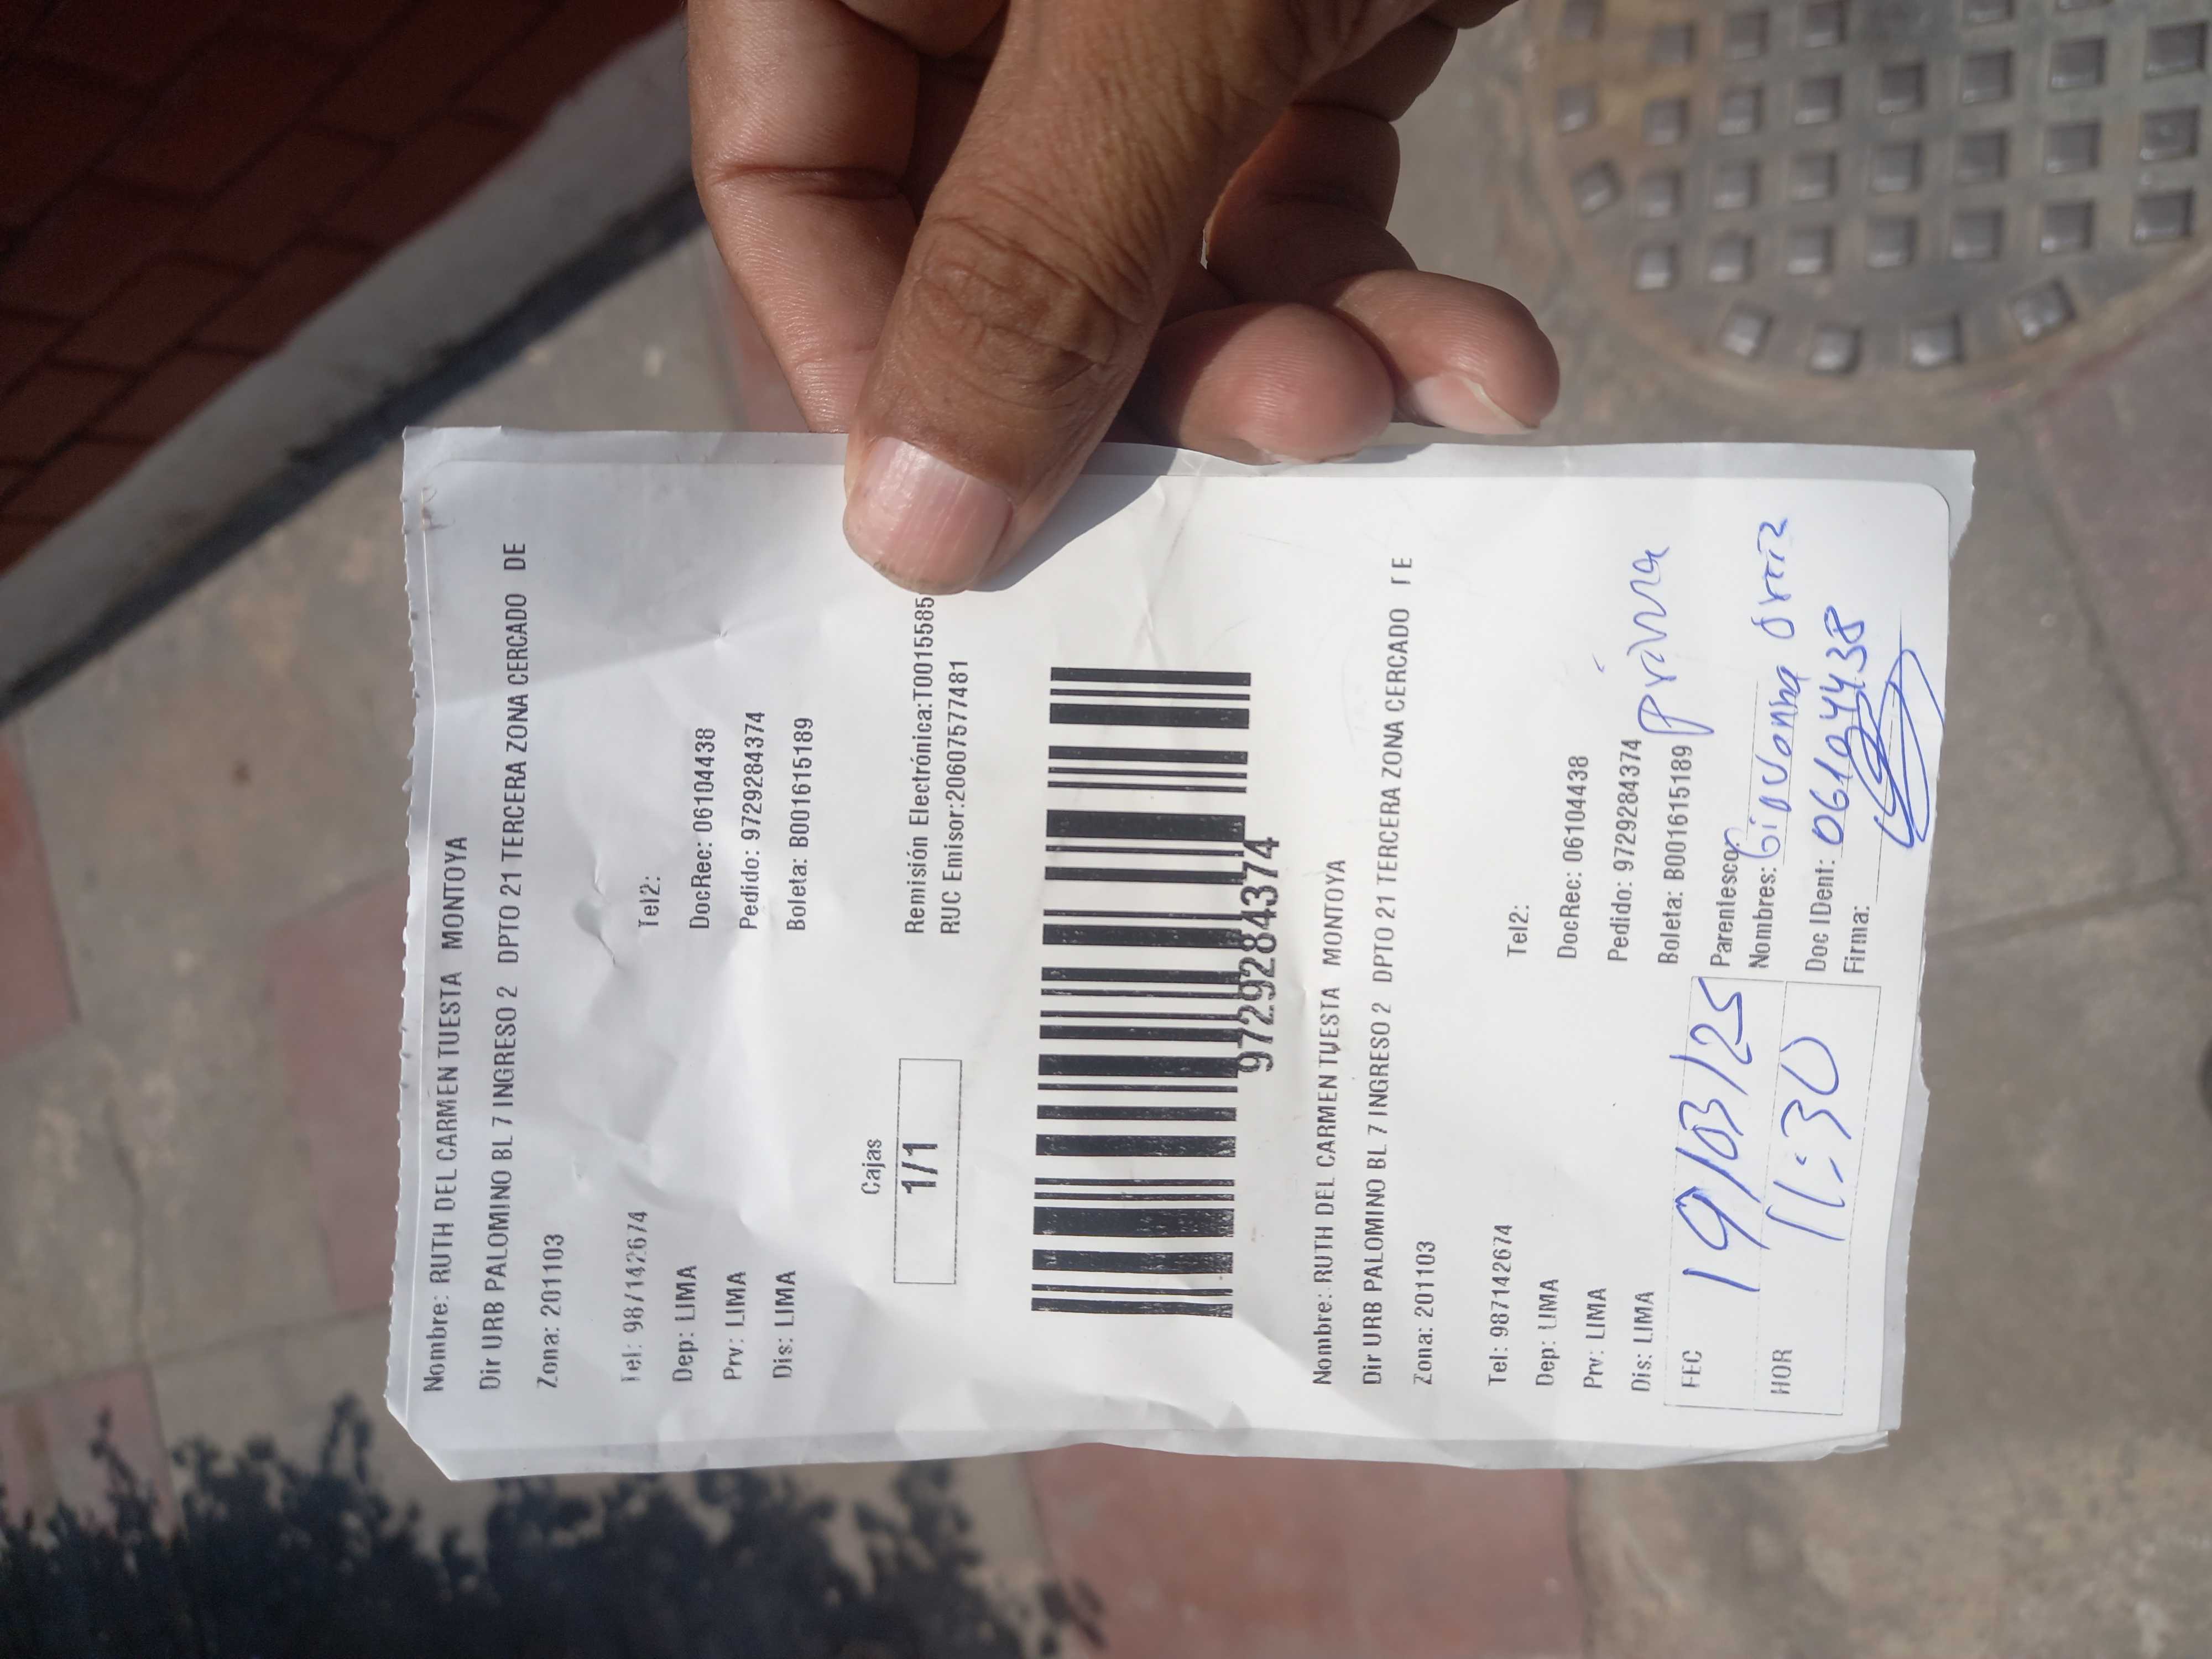 Nombre: RUTH DEL CARMEN TUESTA MONTOYA
Dir URB PALOMINO BL 7 INGRESO 2 DPTO 21 TERCERA ZONA CERCADO DE
Zona: 201103
Tel: 987142674 Tel2:
Dep: LIMA DocRec: 06104438
Prv: LIMA Pedido: 9729284374
Dis: LIMA Boleta: B001615189
Cajas
1/1
Remisión Electrónica:T0015585
RUC Emisor:20607577481
9729284374
Nombre: RUTH DEL CARMEN TUESTA MONTOYA
Dir URB PALOMINO BL 7 INGRESO 2 DPTO 21 TERCERA ZONA CERCADO
Zona: 201103
Tel: 987142674 Tel2:
Dep: LIMA DocRec: 06104438
Prv: LIMA Pedido: 9729284374
Dis: LIMA Boleta: B001615189
FEC 19/03/25 Parentesco: prima
Nombres: Giovanna
HOR 11:30 Doc IDent: 06104438
Firma: